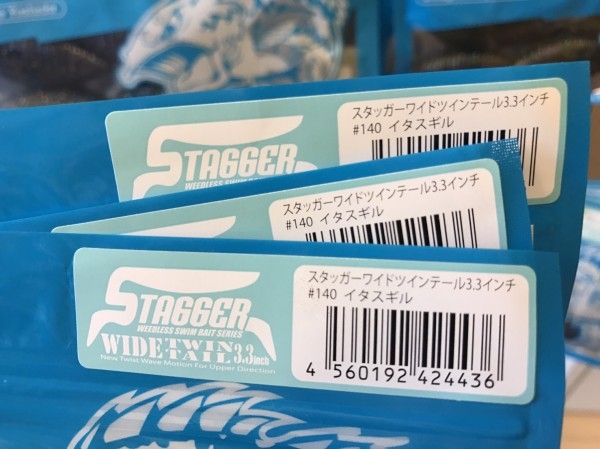 STAGGER
WEEDLESS SWIM BAIT SERIES
スタッガーワイドツインテール3.3インチ
#140 イタスギル
スタッガーワイドツインテール3.3インチ
#140 イタスギル
STAGGER
WEEDLESS SWIM BAIT SERIES
WIDE TWIN TAIL 3.3inch
New Twist Wave Motion For Upper Direction
スタッガーワイドツインテール3.3インチ
#140 イタスギル
4 560192 424436